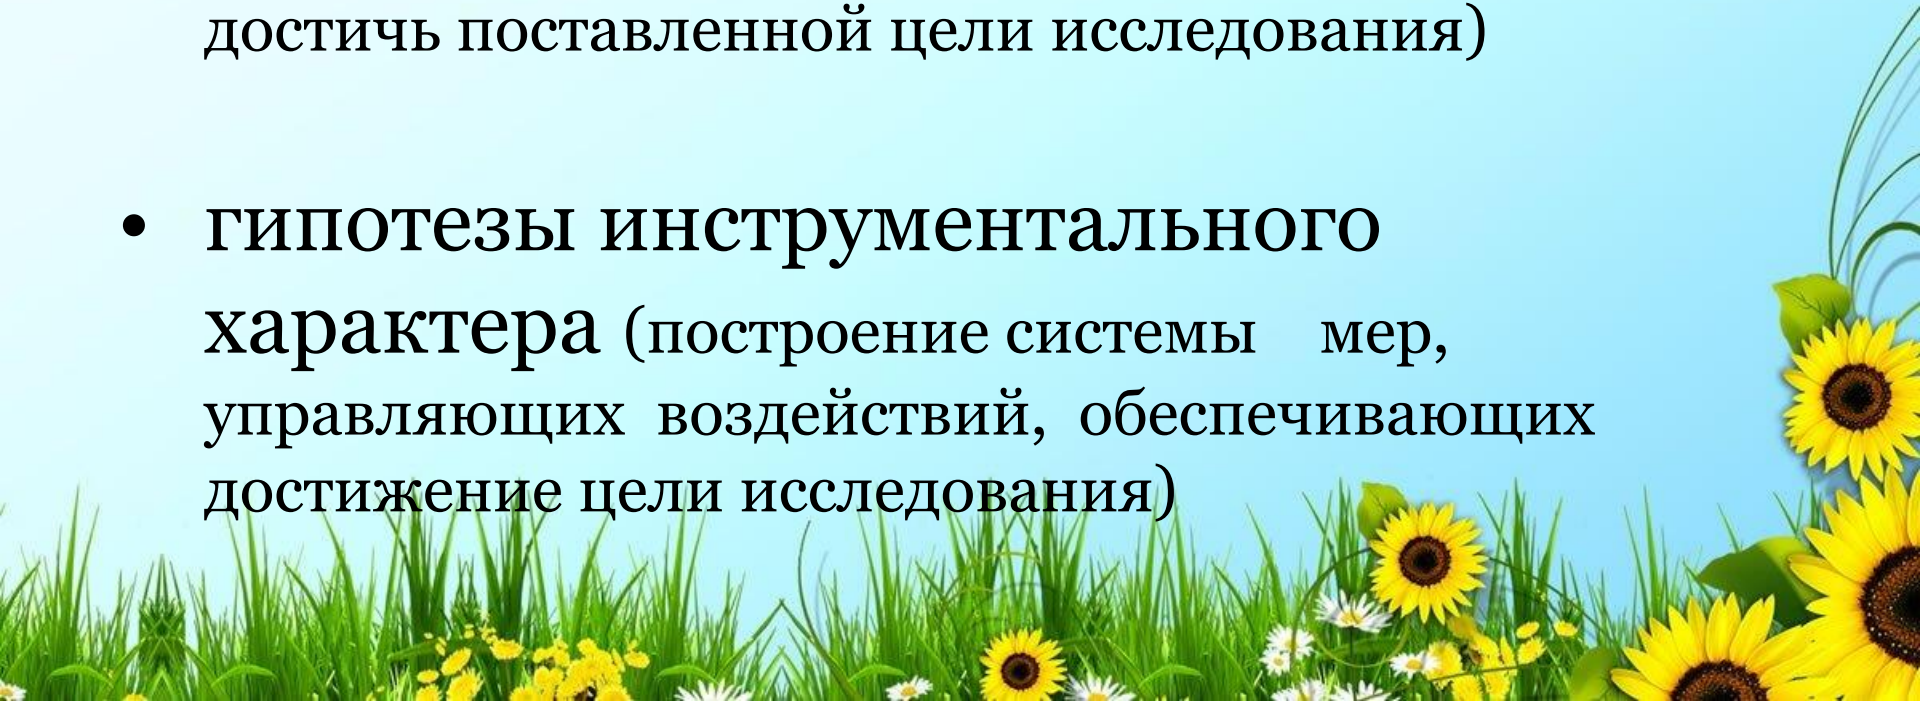 достичь поставленной цели исследования)
• гипотезы инструментального
характера (построение системы мер,
управляющих воздействий, обеспечивающих
достижение цели исследования)